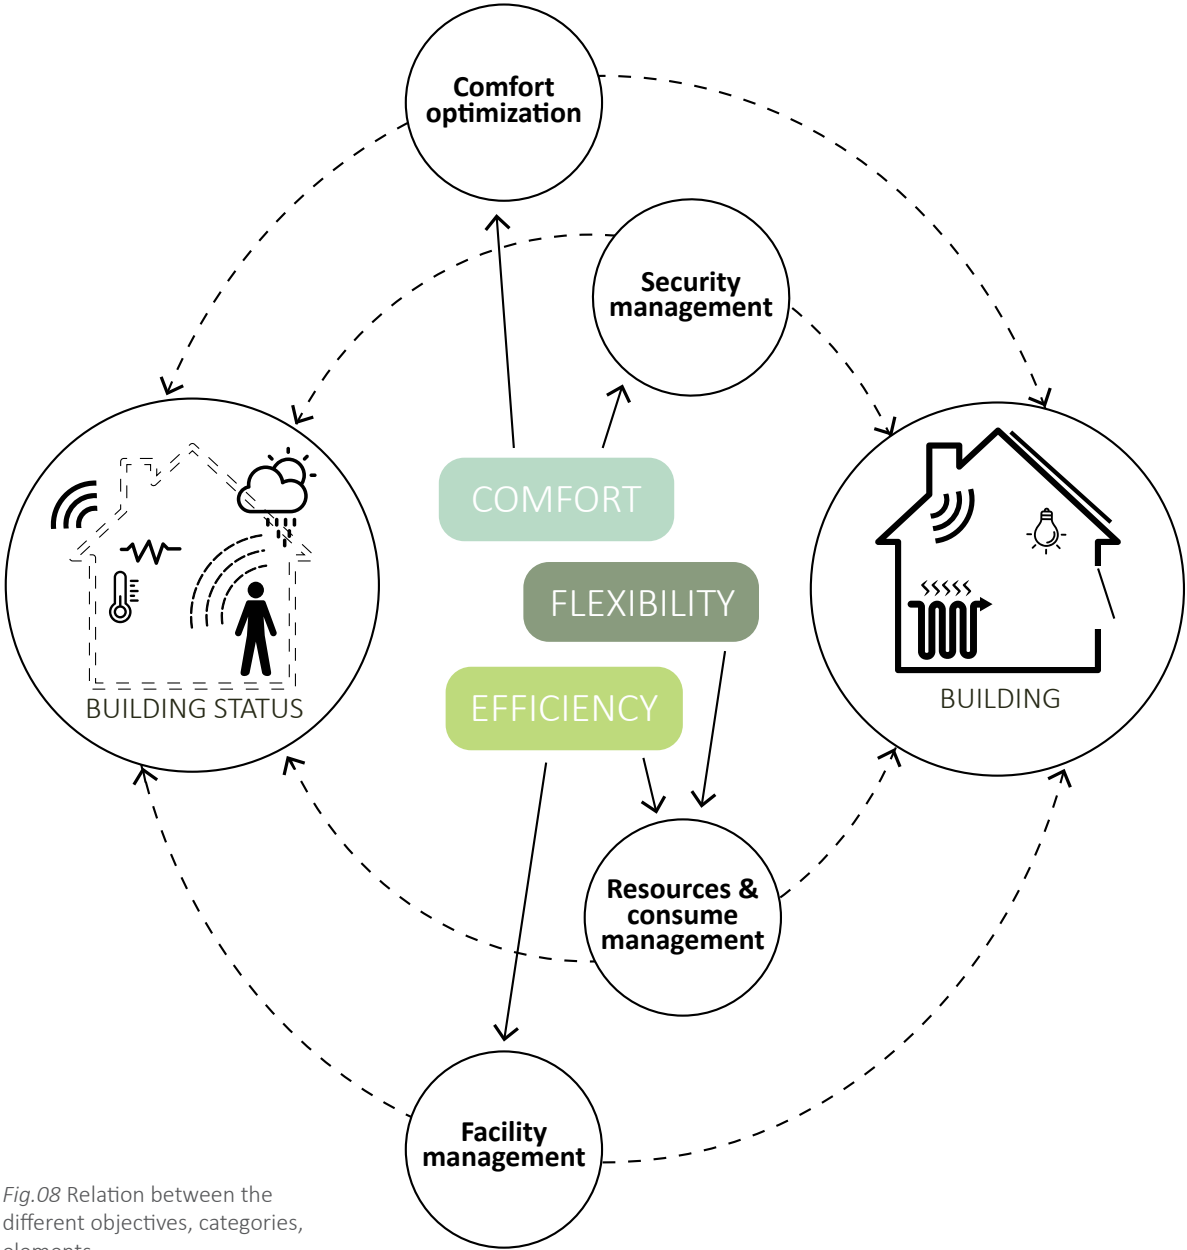 Comfort
optimization
Security
management
COMFORT
FLEXIBILITY
EFFICIENCY
BUILDING STATUS
BUILDING
Resources &
consume
management
Facility
management
Fig.08 Relation between the
different objectives, categories,
elements